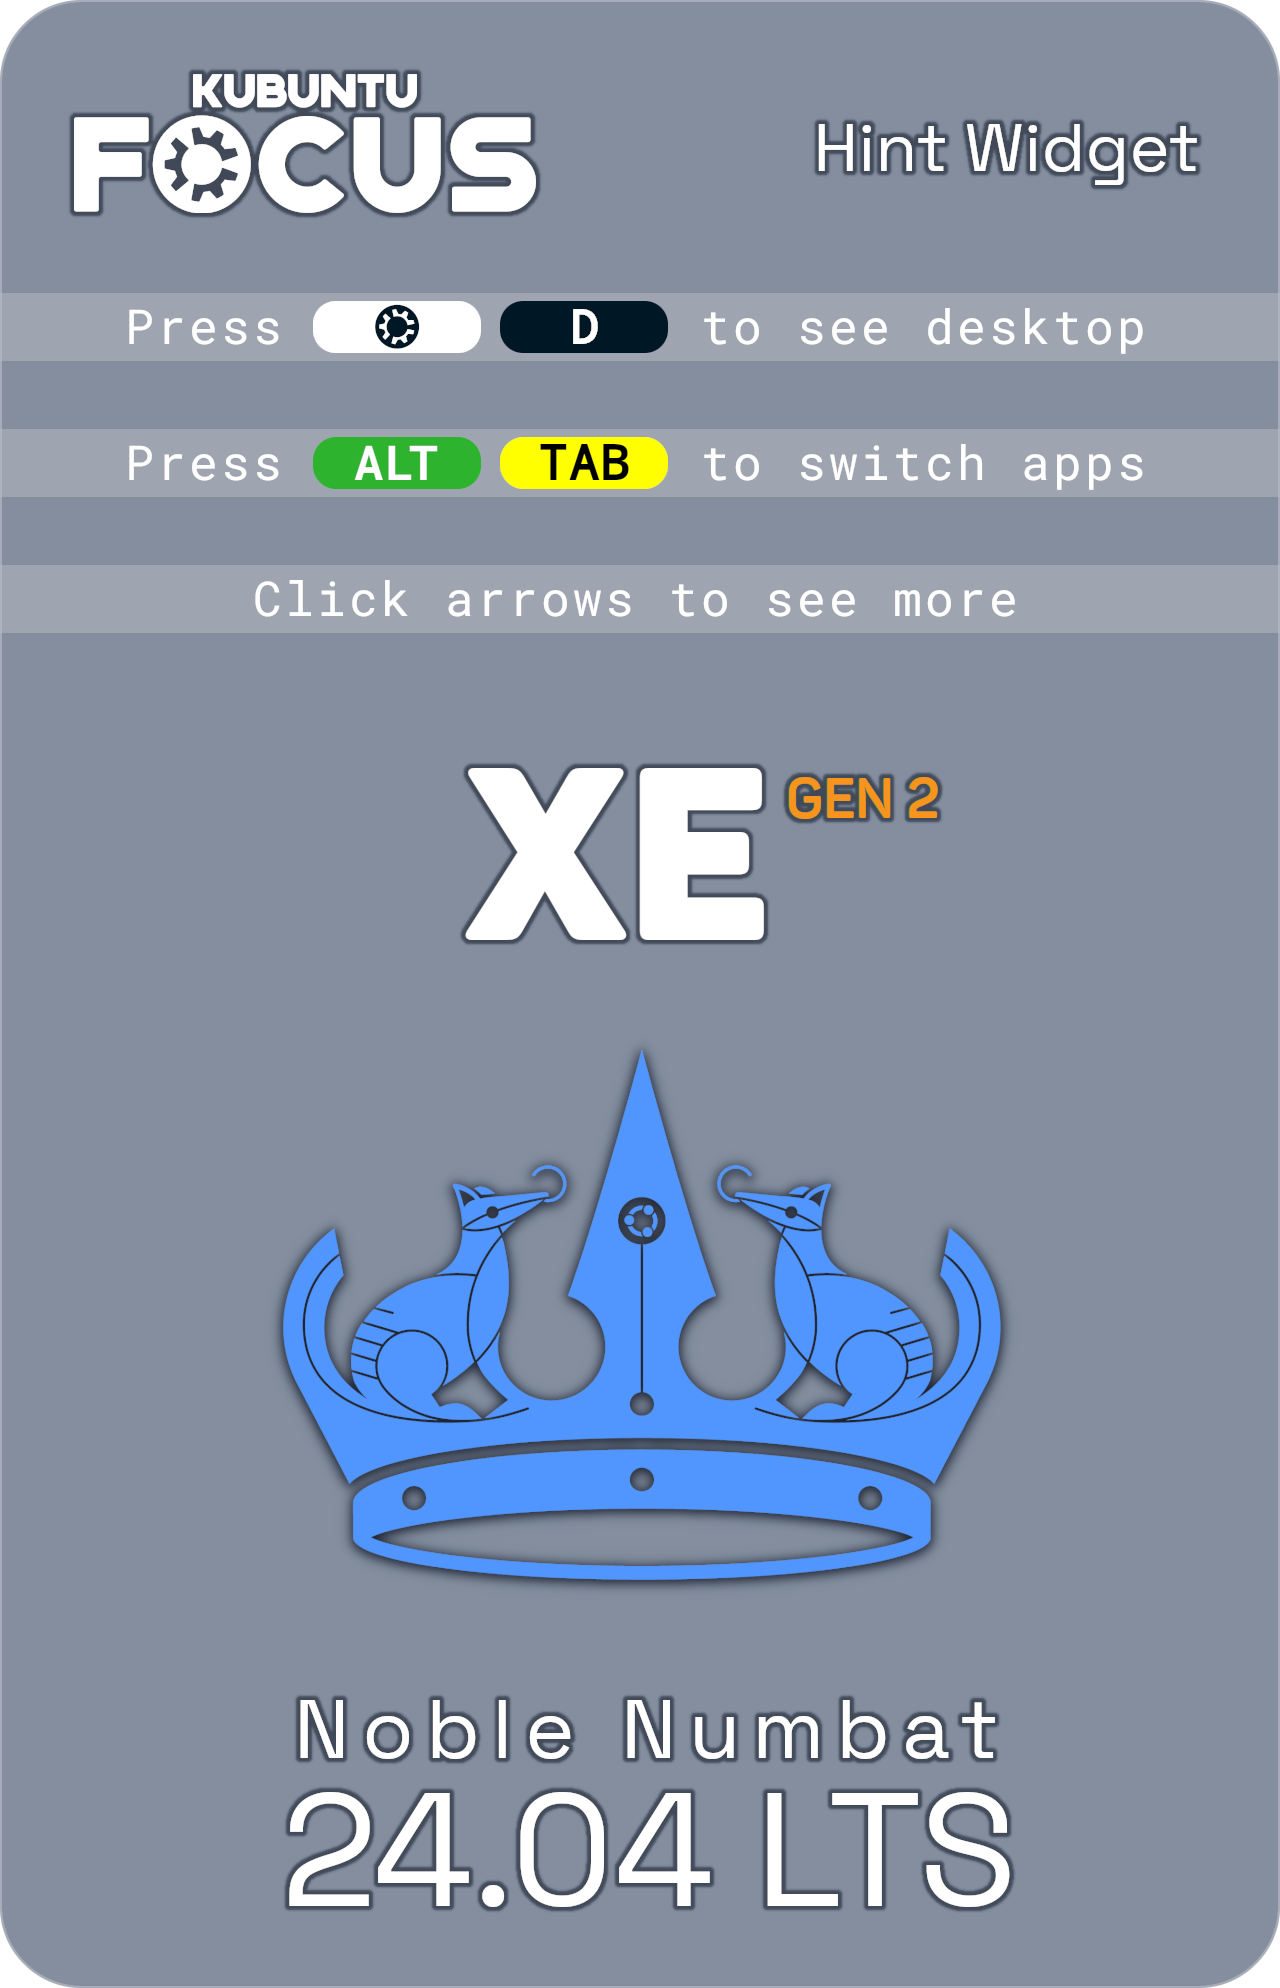 KUBUNTU
FOCUS
Hint Widget
Press D to see desktop
Press ALT TAB to switch apps
Click arrows to see more
XE GEN 2
Noble Numbat
24.04 LTS